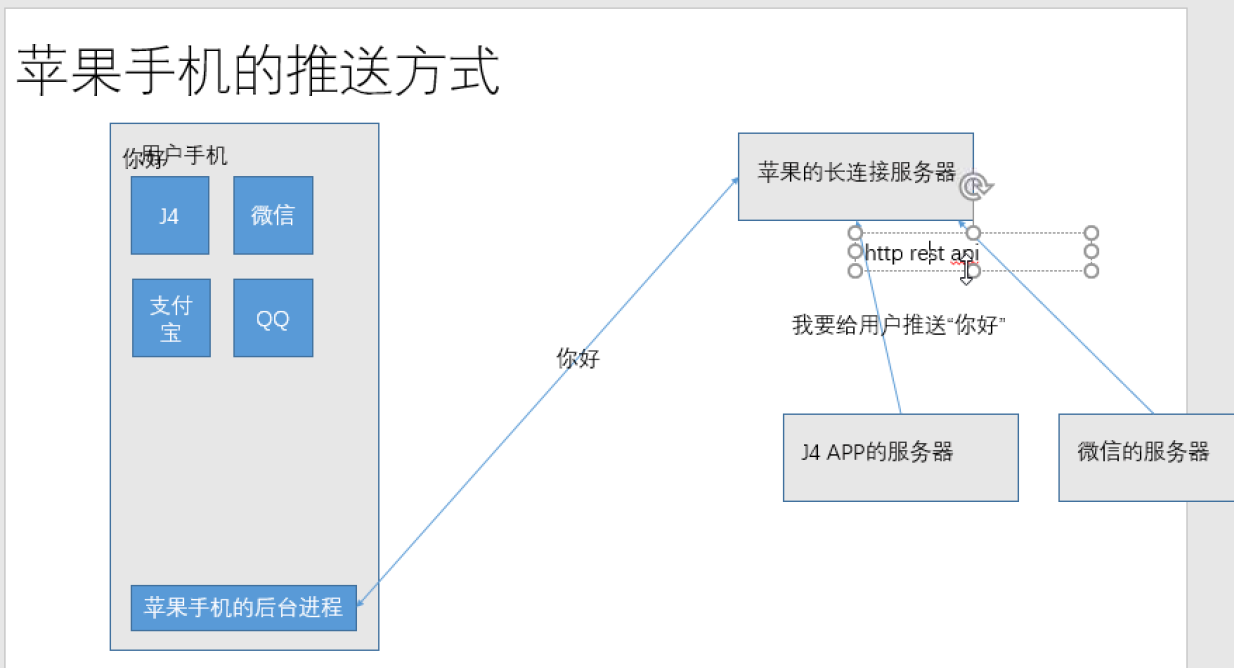 苹果手机的推送方式
用户手机
你好
J4
微信
支付
宝
QQ
苹果手机的后台进程
你好
苹果的长连接服务器
http rest api
我要给用户推送“你好”
J4 APP的服务器
微信的服务器